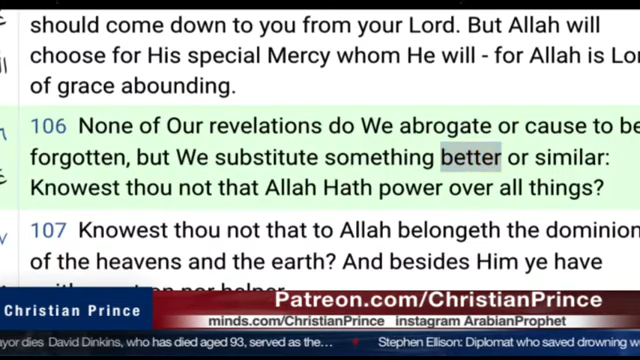 should come down to you from your Lord. But Allah will
choose for His special Mercy whom He will - for Allah is Lor
of grace abounding.
106 None of Our revelations do We abrogate or cause to be
forgotten, but We substitute something better or similar:
Knowest thou not that Allah Hath power over all things?
107 Knowest thou not that to Allah belongeth the dominion
of the heavens and the earth? And besides Him ye have
Christian Prince
Patreon.com/ChristianPrince
minds.com/ChristianPrince instagram ArabianProphet
ayor dies David Dinkins, who has died aged 93, served as the... Stephen Ellison: Diplomat who saved drowning w